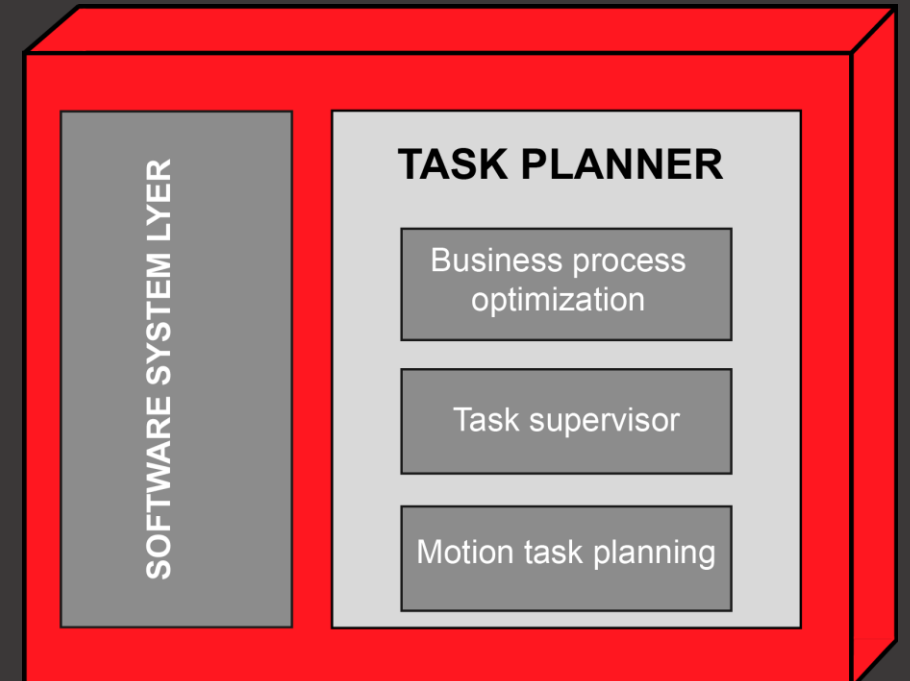 SOFTWARE SYSTEM LYER
TASK PLANNER
Business process
optimization
Task supervisor
Motion task planning